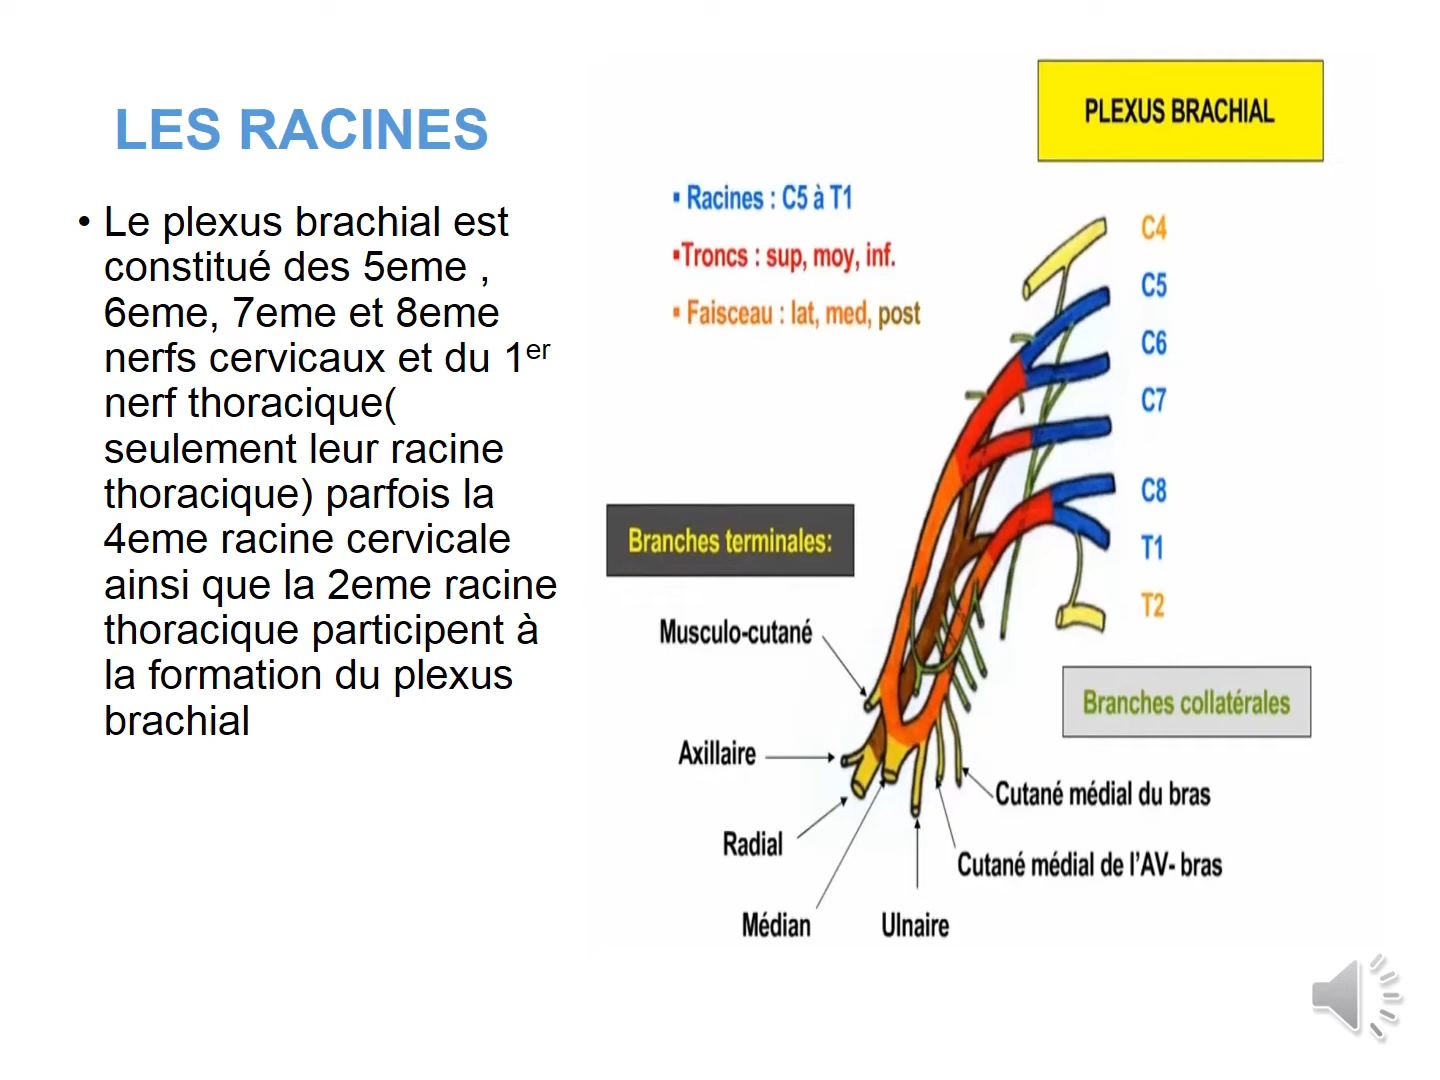 LES RACINES
• Le plexus brachial est
constitué des 5eme ,
6eme, 7eme et 8eme
nerfs cervicaux et du 1er
nerf thoracique(
seulement leur racine
thoracique) parfois la
4eme racine cervicale
ainsi que la 2eme racine
thoracique participent à
la formation du plexus
brachial
PLEXUS BRACHIAL
▪ Racines : C5 à T1
▪Troncs : sup, moy, inf.
▪ Faisceau : lat, med, post
C4
C5
C6
C7
C8
T1
T2
Branches terminales:
Musculo-cutané
Axillaire
Radial
Médian
Ulnaire
Branches collatérales
Cutané médial du bras
Cutané médial de l’AV- bras